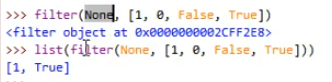 >>> filter(None, [1, 0, False, True])
<filter object at 0x0000000002CFF2E8>
>>> list(filter(None, [1, 0, False, True]))
[1, True]